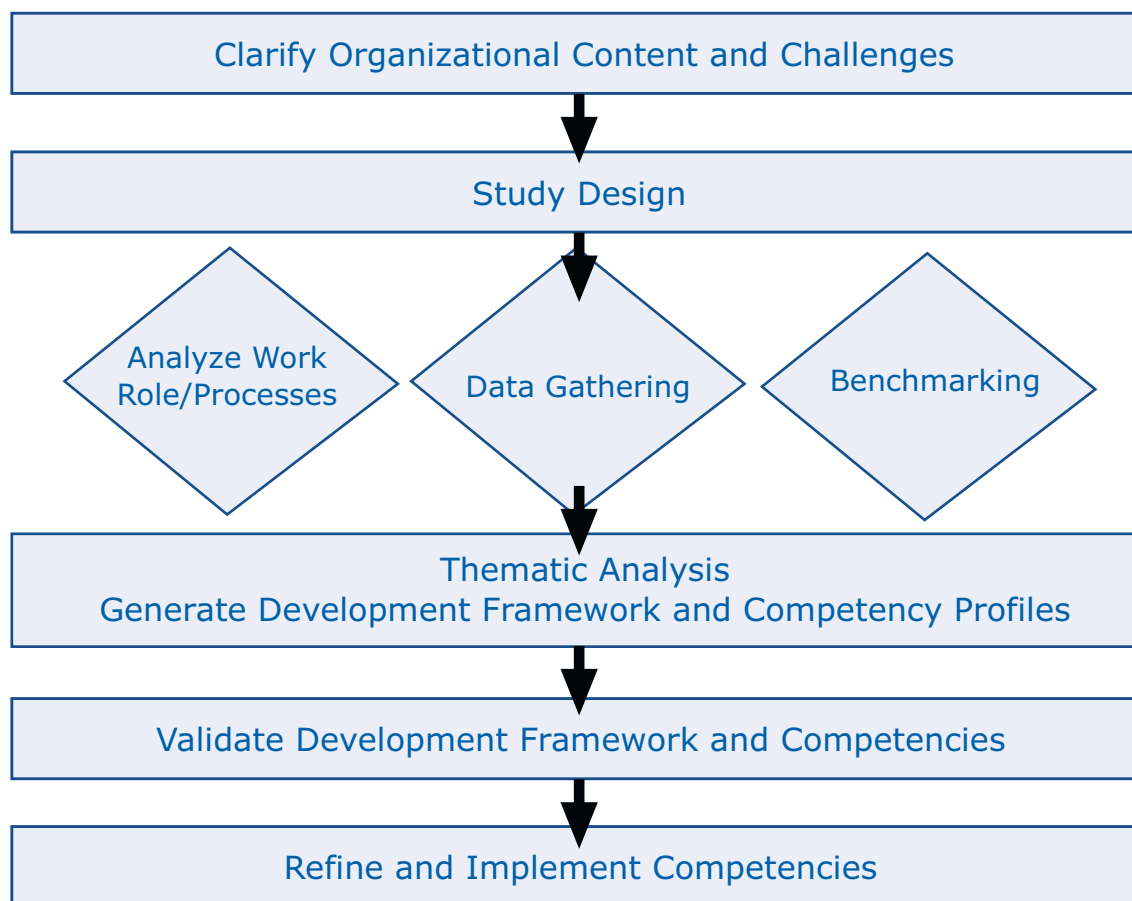 Clarify Organizational Content and Challenges
Study Design
Analyze Work
Role/Processes
Data Gathering
Benchmarking
Thematic Analysis
Generate Development Framework and Competency Profiles
Validate Development Framework and Competencies
Refine and Implement Competencies